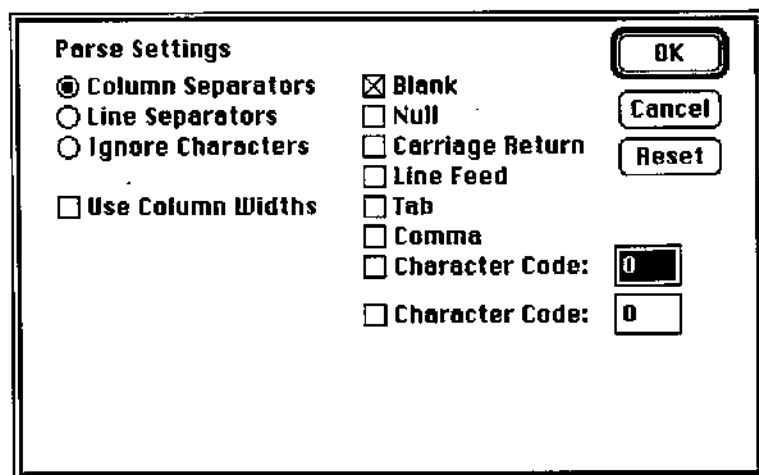 Parse Settings
Column Separators
Line Separators
Ignore Characters
Use Column Widths
Blank
Null
Carriage Return
Line Feed
Tab
Comma
Character Code: 0
Character Code: 0
OK
Cancel
Reset